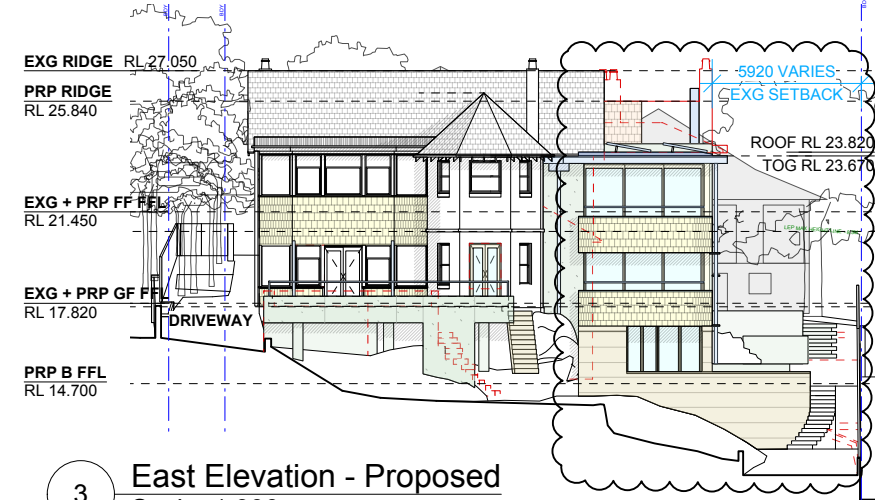 BDY
BDY
EXG RIDGE RL 27.050
PRP RIDGE
RL 25.840
5920 VARIES
EXG SETBACK
ROOF RL 23.820
TOG RL 23.670
EXG + PRP FF FFL
RL 21.450
EXG + PRP GF FFL
RL 17.820
DRIVEWAY
PRP B FFL
RL 14.700
3
East Elevation - Proposed